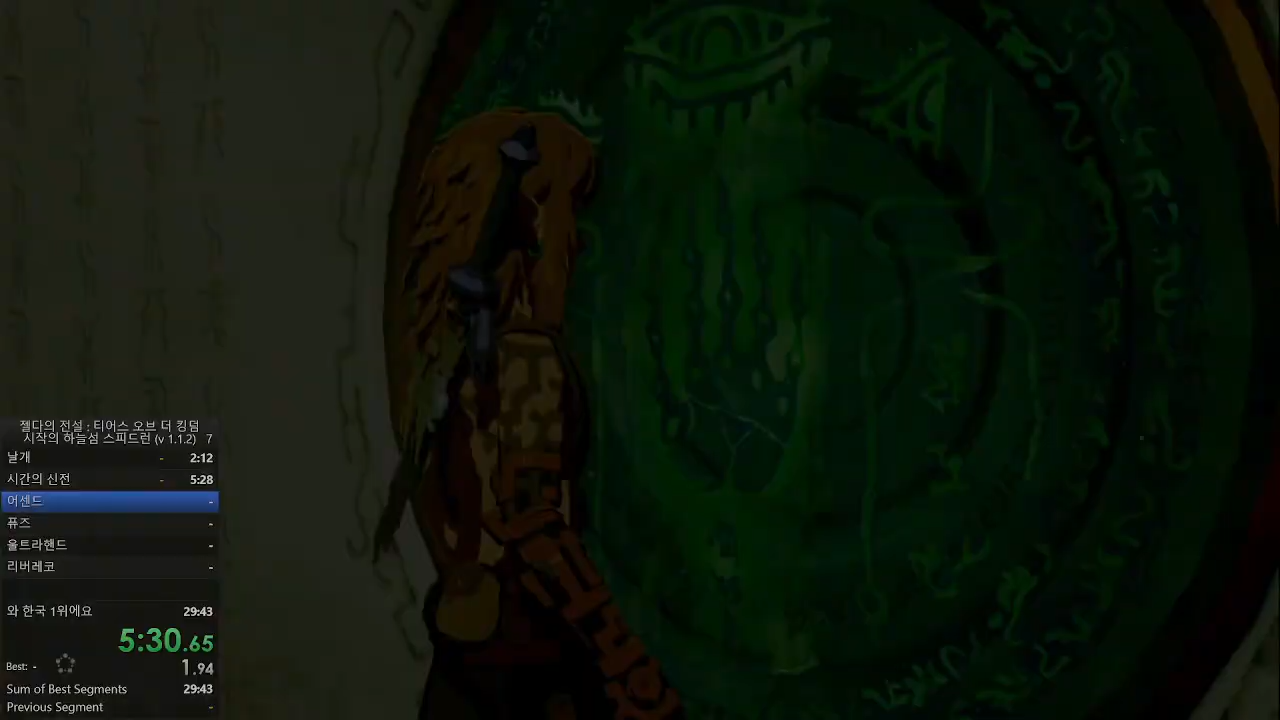 젤다의 전설 : 티어스 오브 더 킹덤
시작의 하늘섬 스피드런 (v 1.1.2) 7
날개 - 2:12
시간의 신전 - 5:28
어센드 -
퓨즈 -
울트라핸드 -
리버레코 -
와 한국 1위에요 29:43
5:30.65
Best: - 1.94
Sum of Best Segments 29:43
Previous Segment -